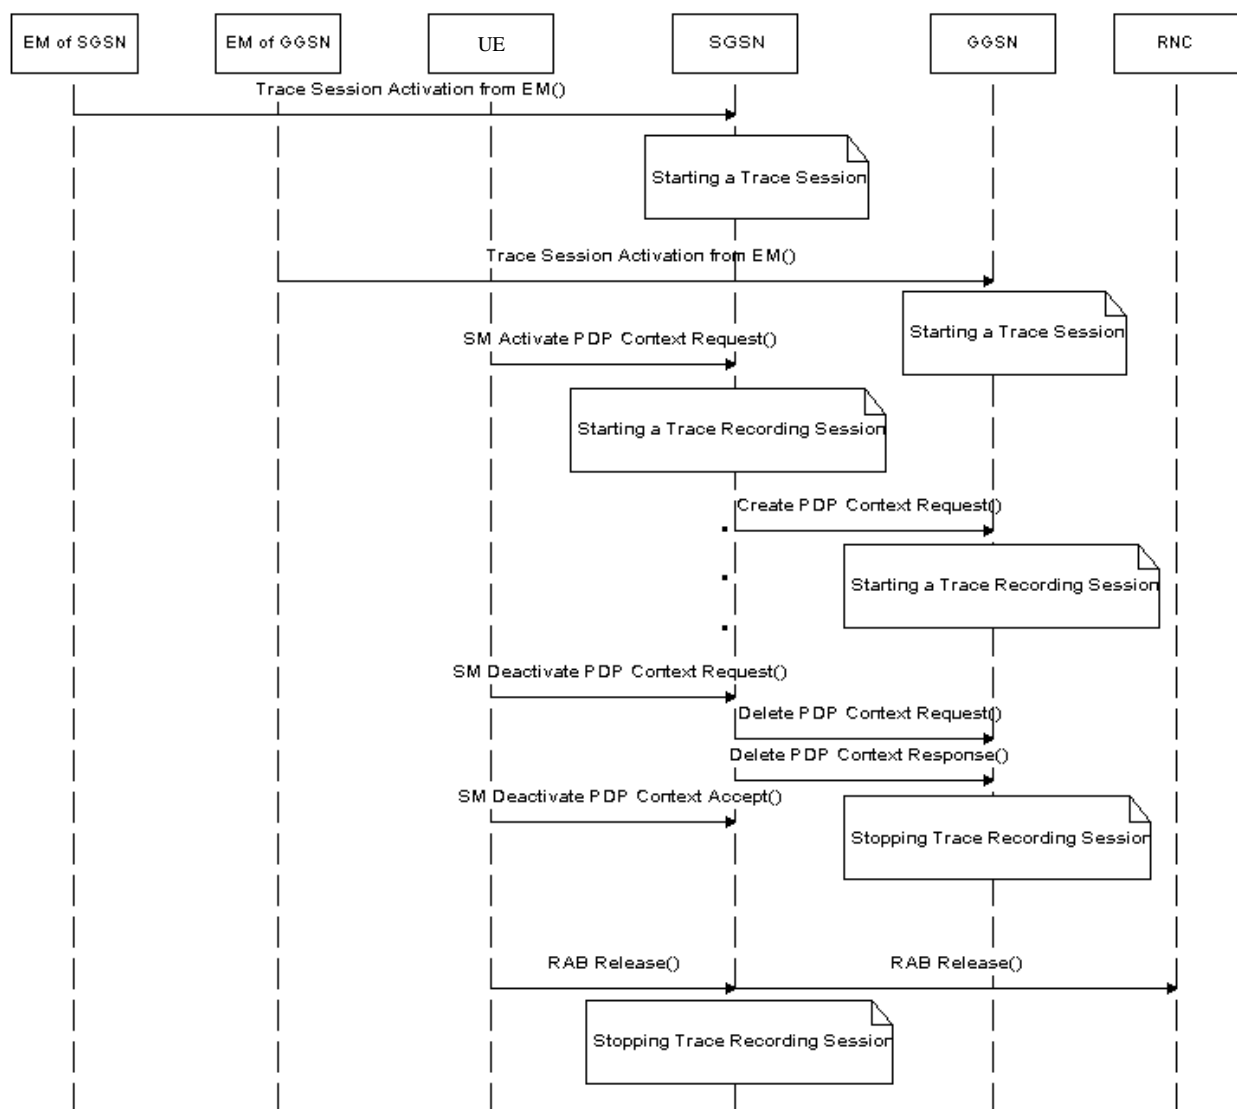 EM of SGSN
EM of GGSN
UE
SGSN
GGSN
RNC
Trace Session Activation from EM()
Starting a Trace Session
Trace Session Activation from EM()
Starting a Trace Session
SM Activate PDP Context Request()
Starting a Trace Recording Session
Create PDP Context Request()
Starting a Trace Recording Session
SM Deactivate PDP Context Request()
Delete PDP Context Request()
Delete PDP Context Response()
SM Deactivate PDP Context Accept()
Stopping Trace Recording Session
RAB Release()
RAB Release()
Stopping Trace Recording Session